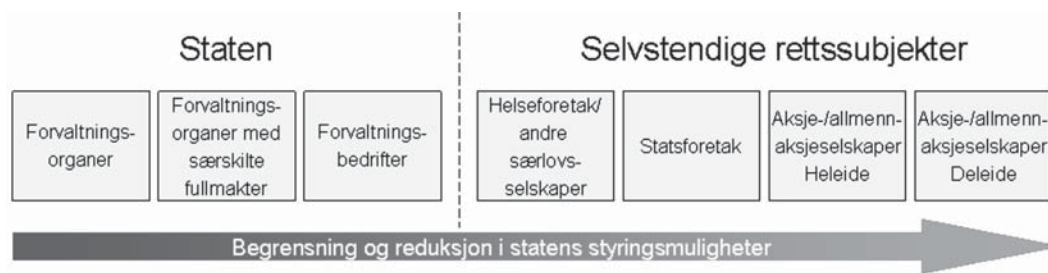 Staten
Selvstendige rettssubjekter
Forvaltnings-
organer
Forvaltnings-
organer med
særskilte
fullmakter
Forvaltnings-
bedrifter
Helseforetak/
andre
særlovs-
selskaper
Statsforetak
Aksje-/allmenn-
aksjeselskaper
Heleide
Aksje-/allmenn-
aksjeselskaper
Deleide
Begrensning og reduksjon i statens styringsmuligheter